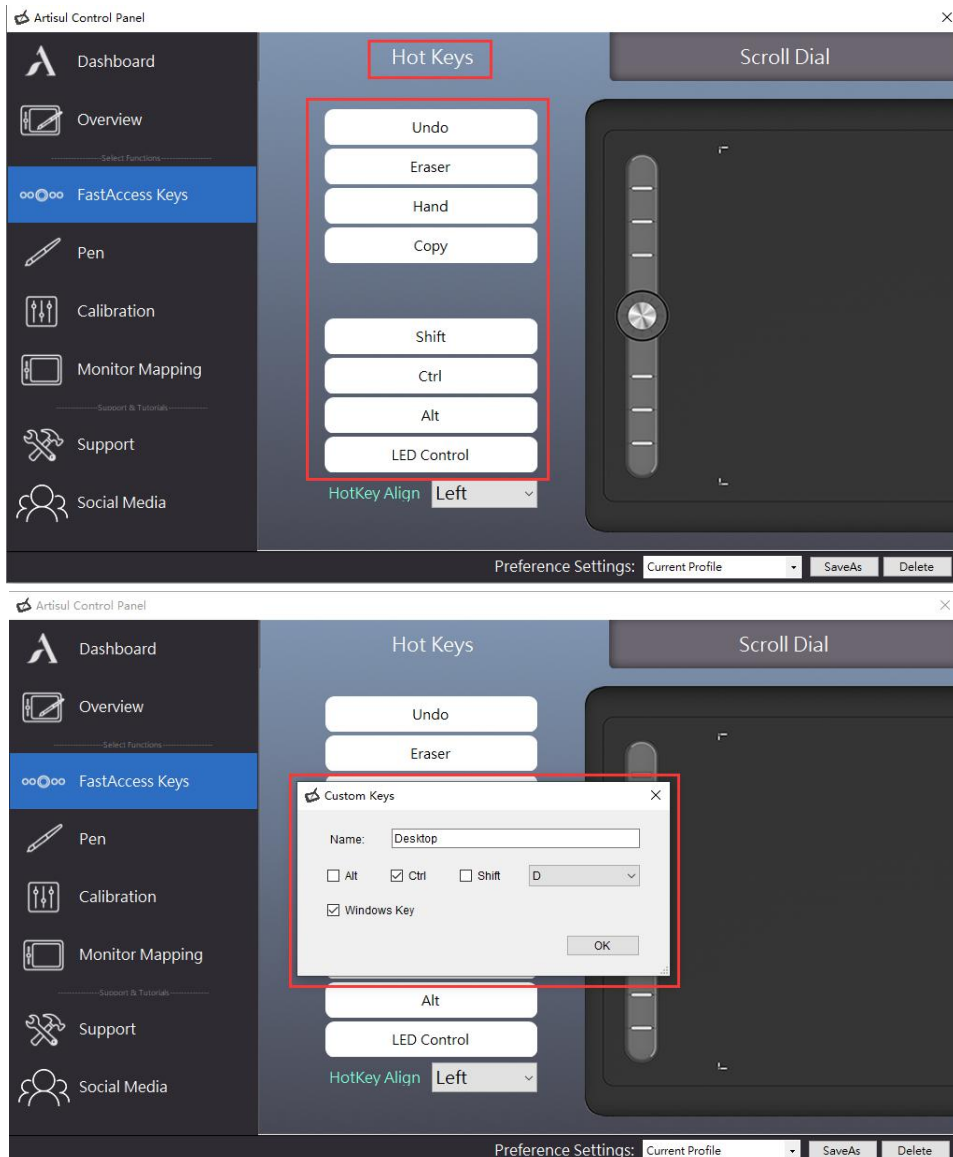 Artisul Control Panel
Dashboard
Overview
Select Functions
FastAccess Keys
Pen
Calibration
Monitor Mapping
Support & Tutorials
Support
Social Media
Hot Keys
Scroll Dial
Undo
Eraser
Hand
Copy
Shift
Ctrl
Alt
LED Control
HotKey Align Left
Preference Settings: Current Profile SaveAs Delete
Artisul Control Panel
Dashboard
Overview
Select Functions
FastAccess Keys
Pen
Calibration
Monitor Mapping
Support & Tutorials
Support
Social Media
Hot Keys
Scroll Dial
Undo
Eraser
Custom Keys
Name: Desktop
Alt Ctrl Shift D
Windows Key
OK
Alt
LED Control
HotKey Align Left
Preference Settings: Current Profile SaveAs Delete